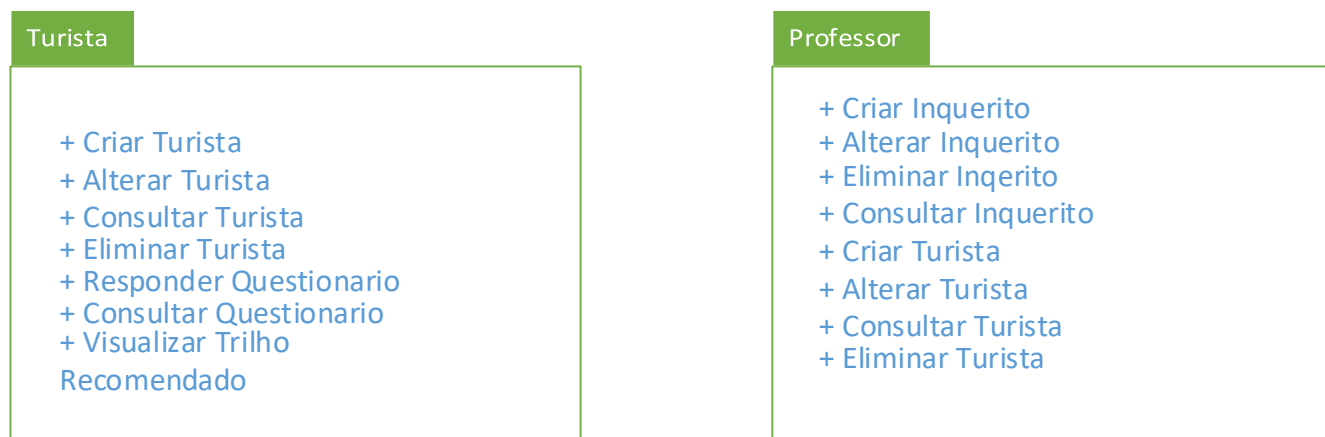 Turista
+ Criar Turista
+ Alterar Turista
+ Consultar Turista
+ Eliminar Turista
+ Responder Questionario
+ Consultar Questionario
+ Visualizar Trilho
Recomendado
Professor
+ Criar Inquerito
+ Alterar Inquerito
+ Eliminar Inqerito
+ Consultar Inquerito
+ Criar Turista
+ Alterar Turista
+ Consultar Turista
+ Eliminar Turista